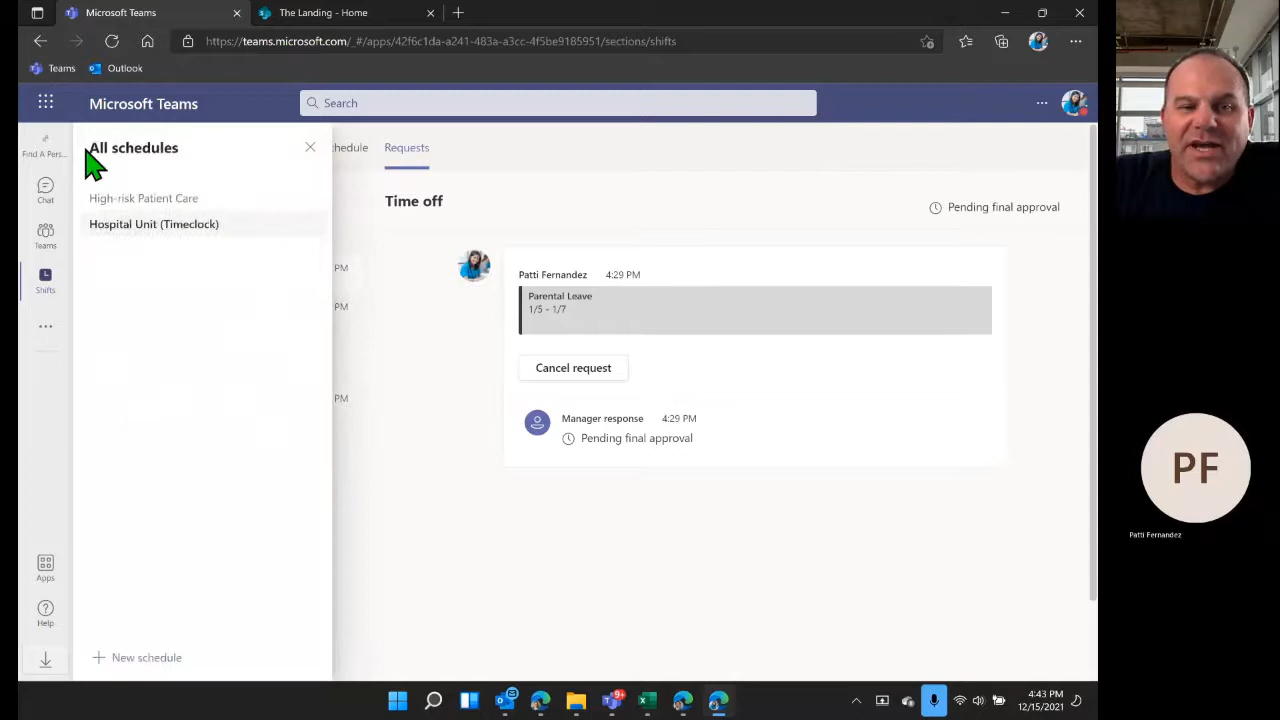 Microsoft Teams
The Landing - Home
https://teams.microsoft.com/_#/apps/42f6c1da-a241-483a-a3cc-4f5be9185951/sections/shifts
Teams
Outlook
Microsoft Teams
Search
Find A Pers...
Chat
Teams
Shifts
Apps
Help
All schedules
High-risk Patient Care
Hospital Unit (Timeclock)
New schedule
hedule
Requests
PM
PM
PM
Time off
Pending final approval
Patti Fernandez 4:29 PM
Parental Leave
1/5 - 1/7
Cancel request
Manager response 4:29 PM
Pending final approval
PF
Patti Fernandez
9+
4:43 PM
12/15/2021